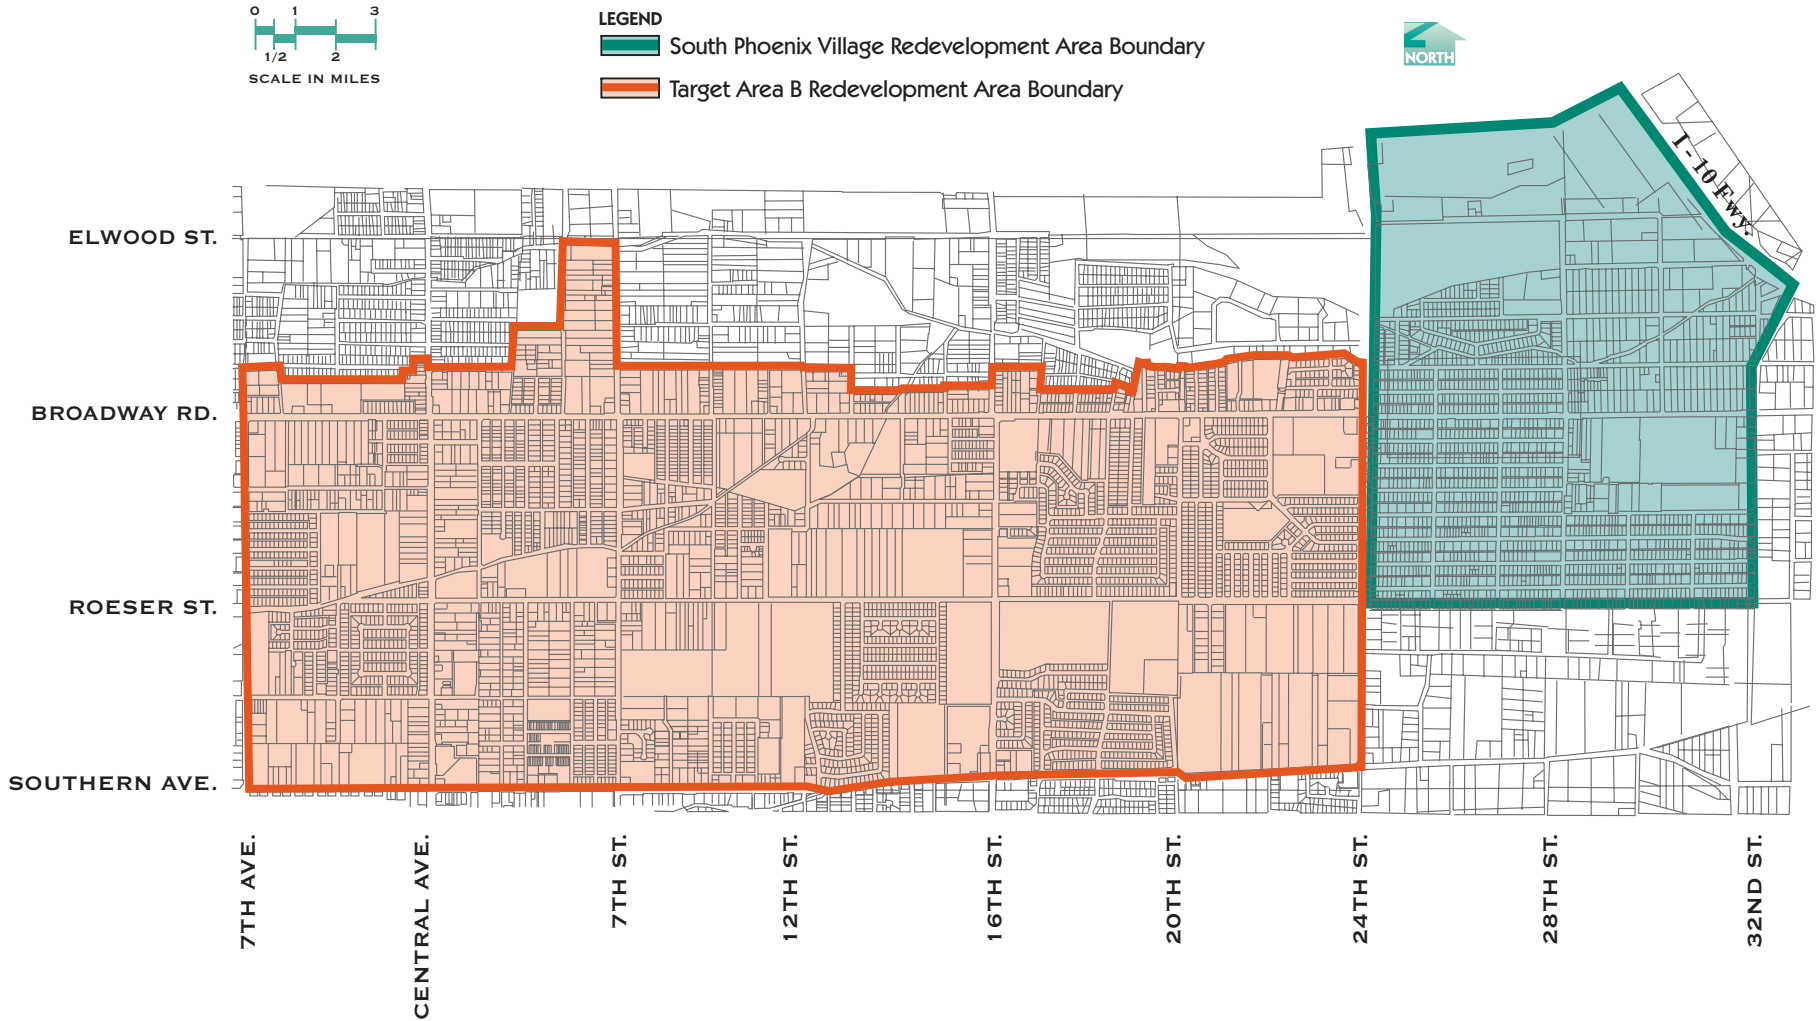 0 1 3
1/2 2
SCALE IN MILES
LEGEND
South Phoenix Village Redevelopment Area Boundary
Target Area B Redevelopment Area Boundary
NORTH
I-10 Fwy.
ELWOOD ST.
BROADWAY RD.
ROESER ST.
SOUTHERN AVE.
7TH AVE.
CENTRAL AVE.
7TH ST.
12TH ST.
16TH ST.
20TH ST.
24TH ST.
28TH ST.
32ND ST.